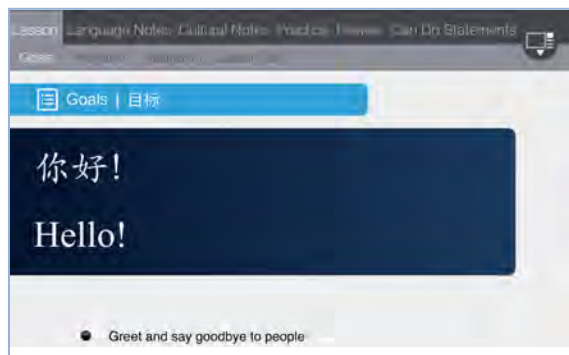 Lesson Language Notes Cultural Notes Practice Review Can Do Statements
Goals
Goals | 目标
你好!
Hello!
Greet and say goodbye to people